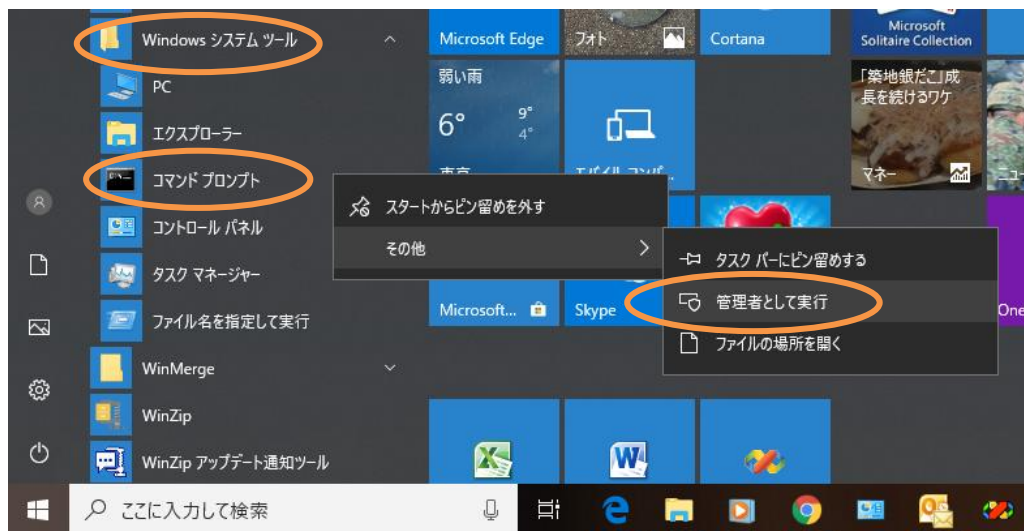 Windows システム ツール
PC
エクスプローラー
コマンド プロンプト
コントロール パネル
タスク マネージャー
ファイル名を指定して実行
WinMerge
WinZip
WinZip アップデート通知ツール
スタートからピン留めを外す
その他
タスク バーにピン留めする
管理者として実行
ファイルの場所を開く
Microsoft Edge
フォト
Cortana
Microsoft
Solitaire Collection
弱い雨
6°
9°
4°
「築地銀だこ」成
長を続けるワケ
マネー
Microsoft...
Skype
One
ここに入力して検索